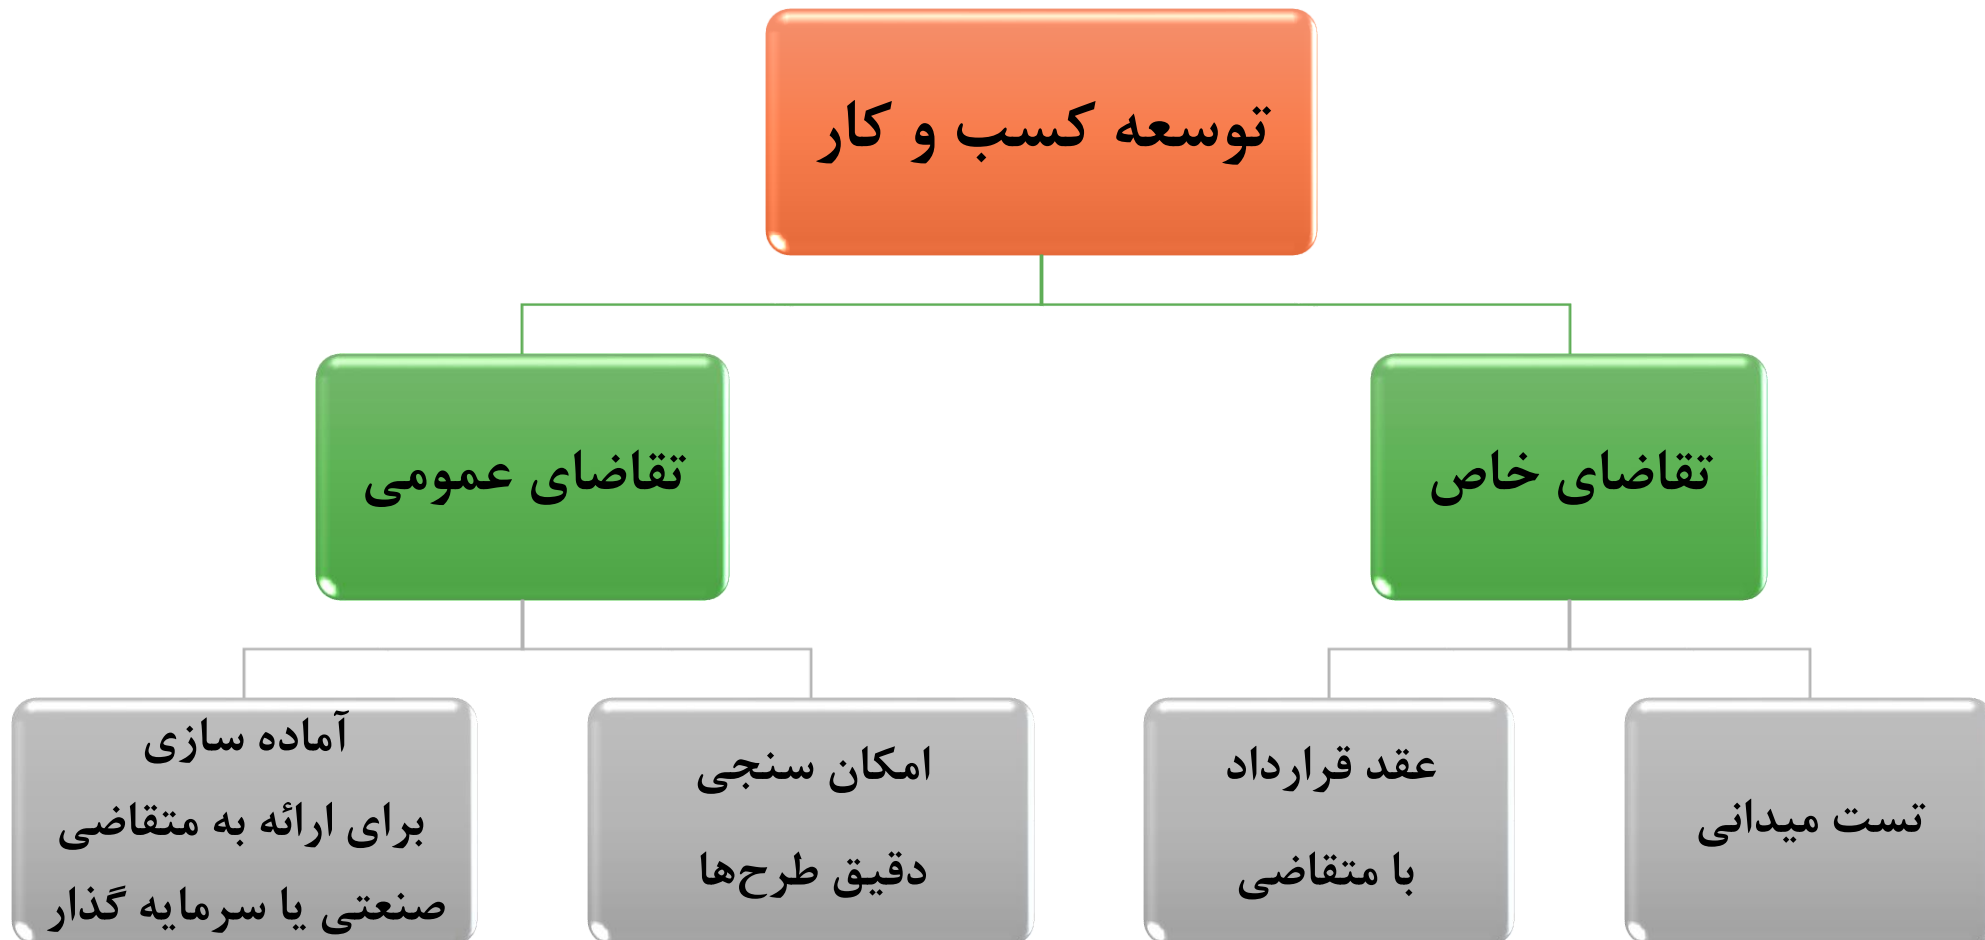 توسعه کسب و کار
تقاضای خاص
تقاضای عمومی
تست میدانی
عقد قرارداد
با متقاضی
امکان سنجی
دقیق طرح‌ها
آماده سازی
برای ارائه به متقاضی
صنعتی یا سرمایه گذار